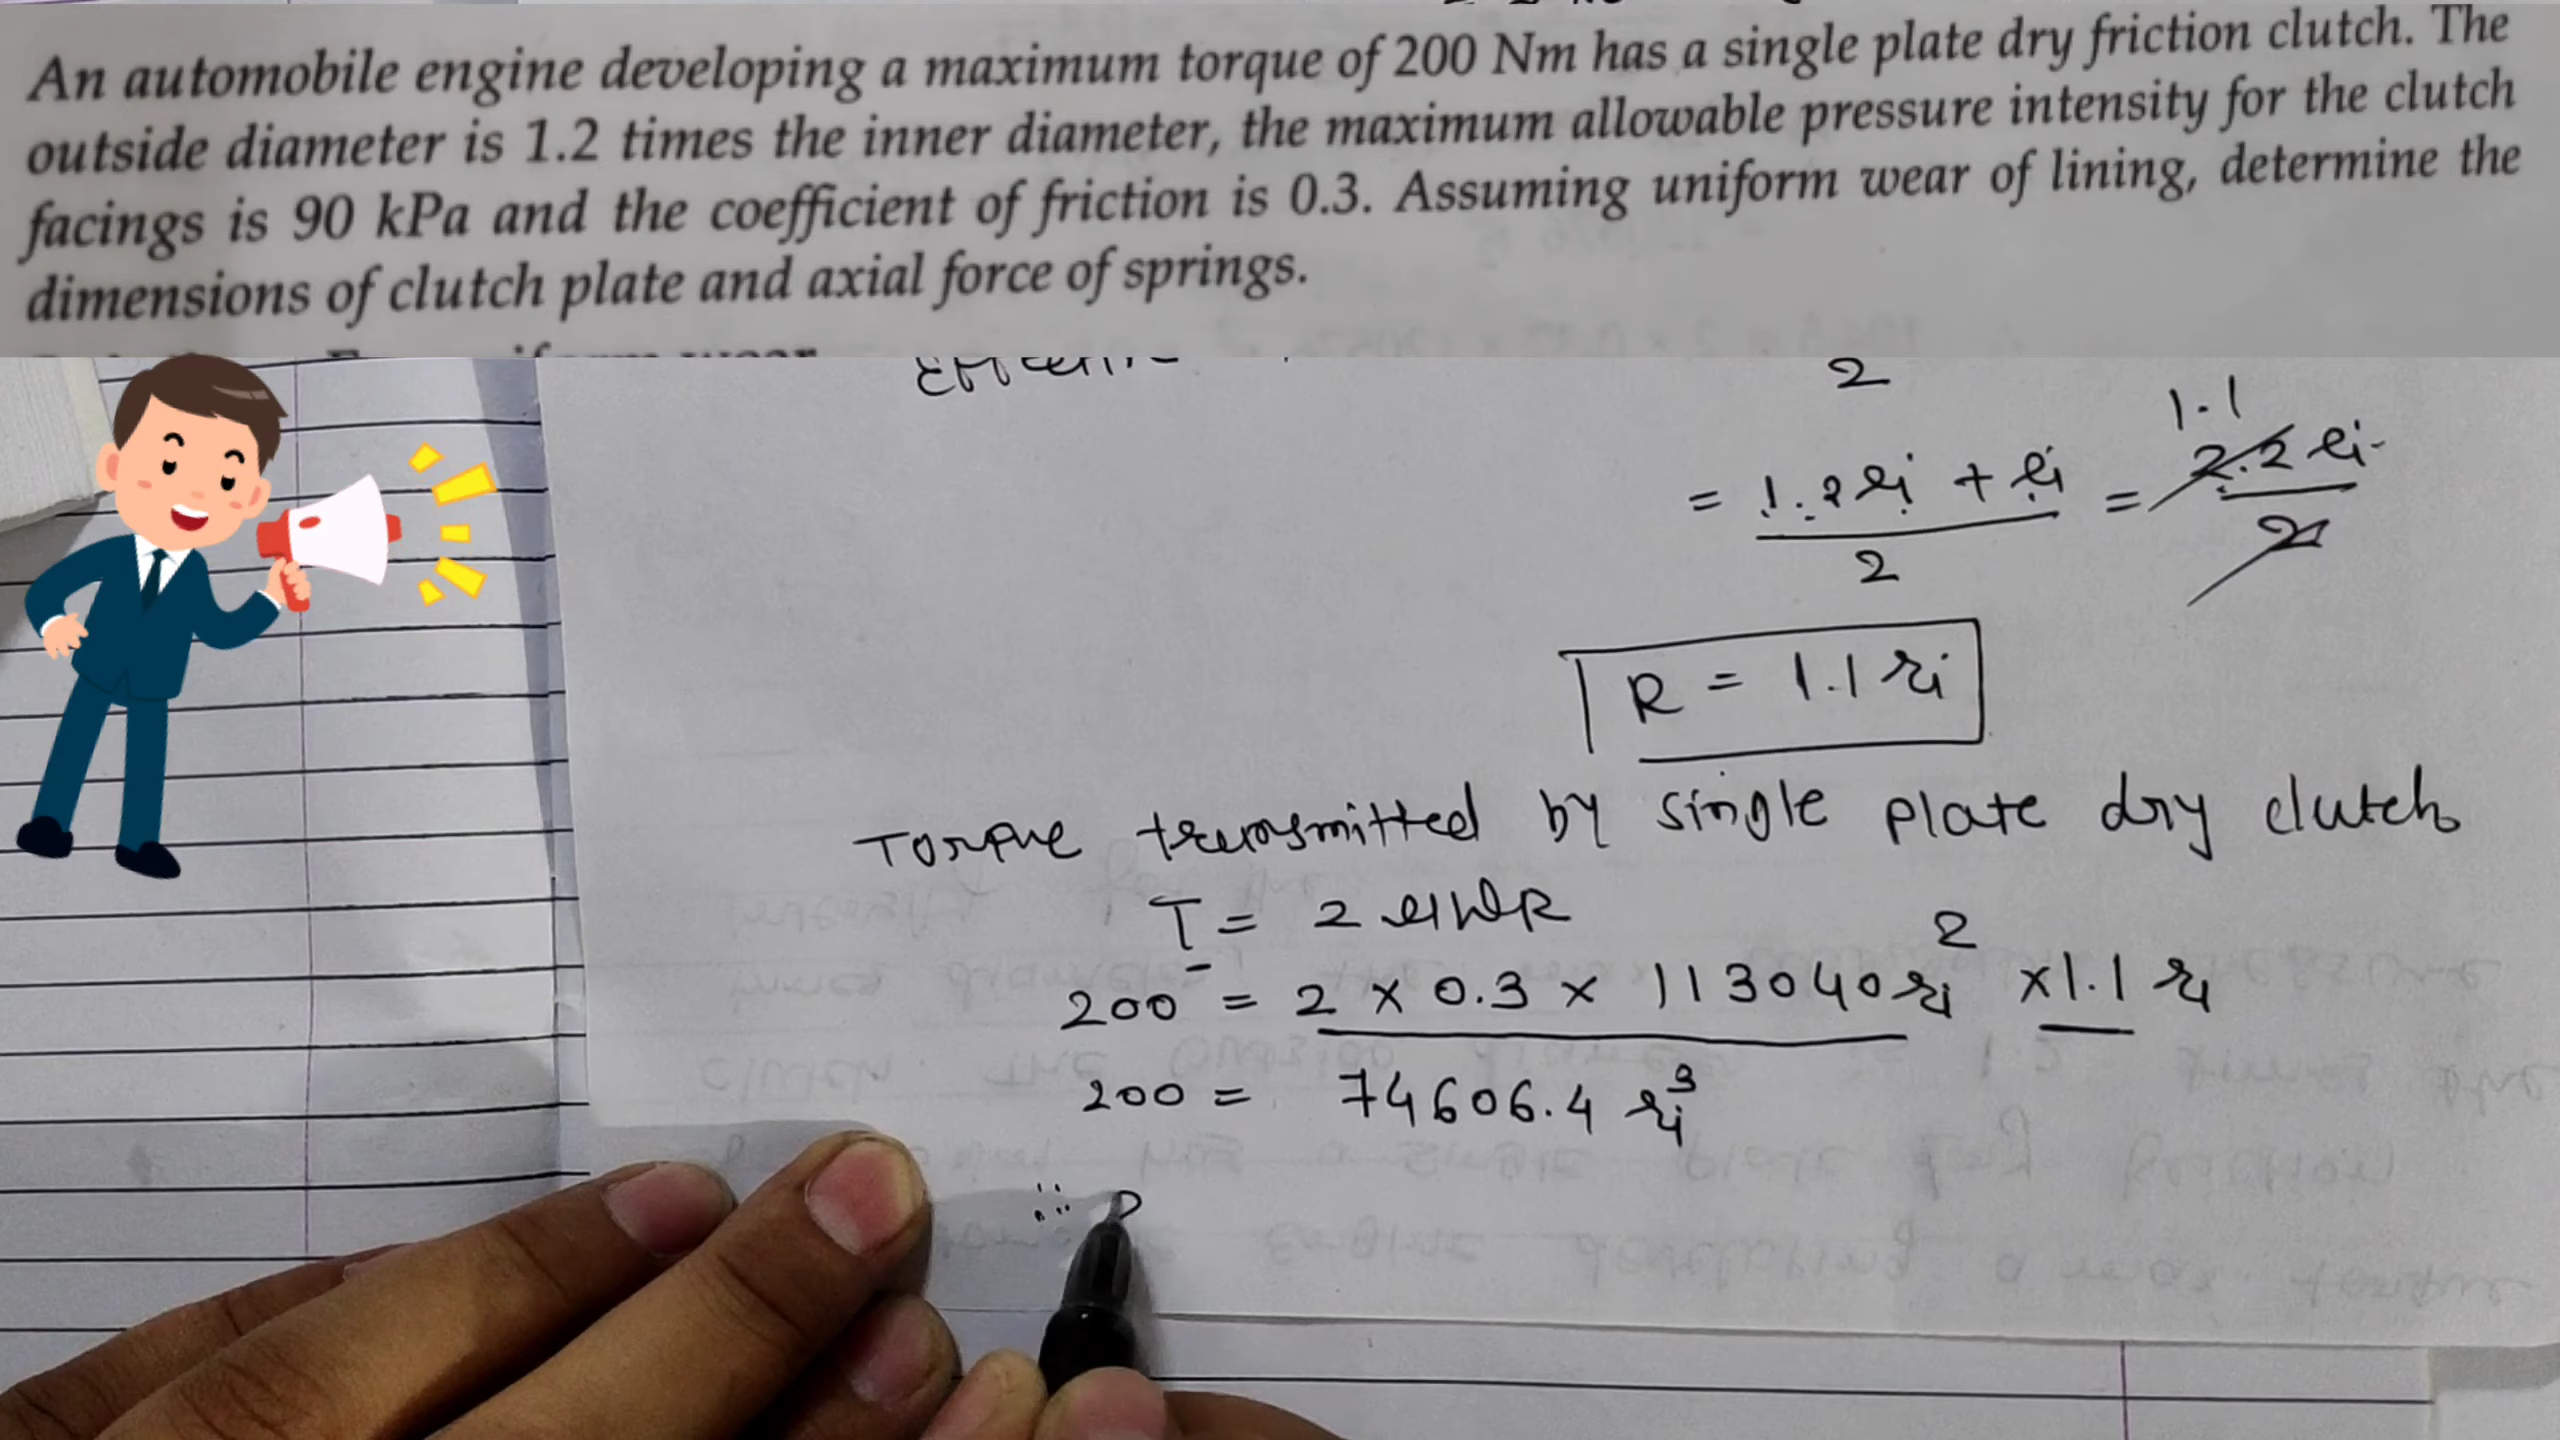 An automobile engine developing a maximum torque of 200 Nm has a single plate dry friction clutch. The
outside diameter is 1.2 times the inner diameter, the maximum allowable pressure intensity for the clutch
facings is 90 kPa and the coefficient of friction is 0.3. Assuming uniform wear of lining, determine the
dimensions of clutch plate and axial force of springs.
2
= 1.2 ri + ri / 2 = 2.2 ri / 2
1.1
R = 1.1 ri
Torque transmitted by single plate dry clutch
T = 2 μWR
200 = 2 × 0.3 × 113040 ri² × 1.1 ri
200 = 74606.4 ri³
∴